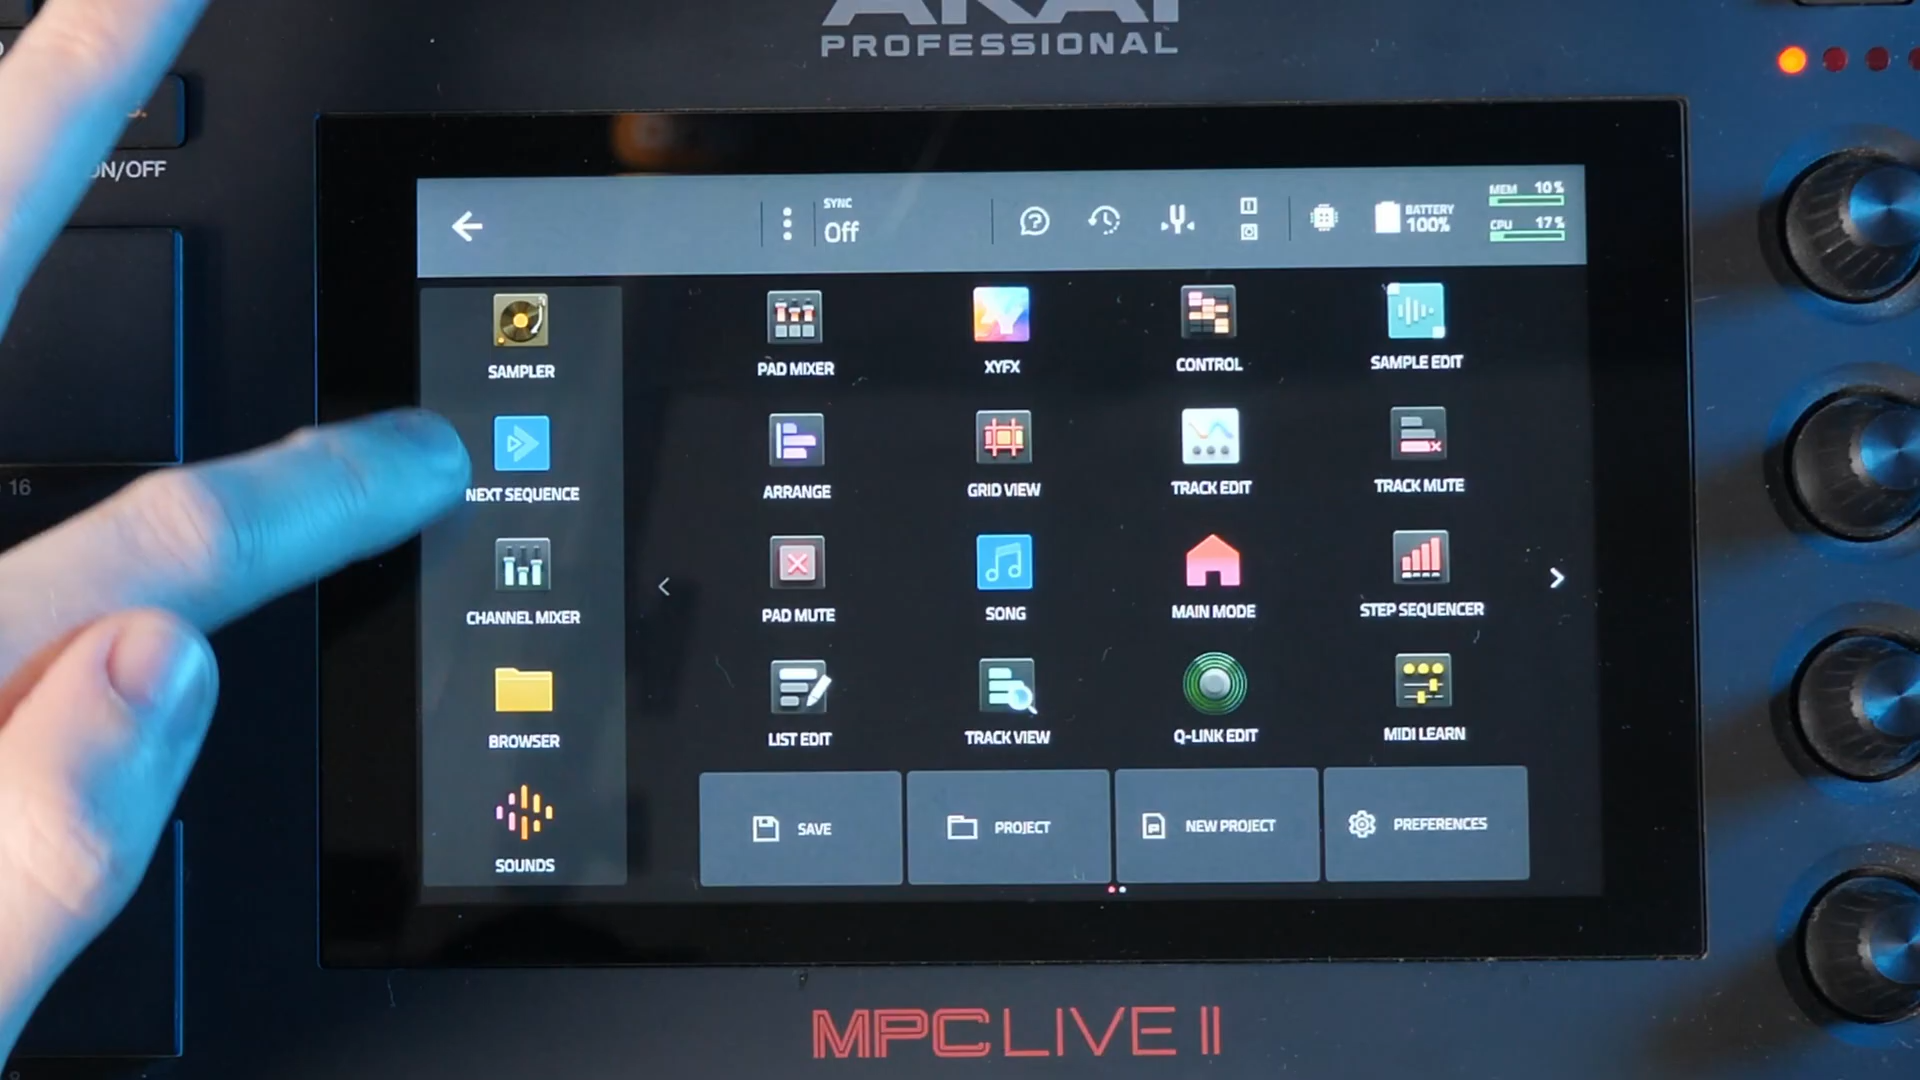 AKAI
PROFESSIONAL
ON/OFF
16
SYNC
Off
BATTERY
100%
MEM 10%
CPU 17%
SAMPLER
PAD MIXER
XYFX
CONTROL
SAMPLE EDIT
NEXT SEQUENCE
ARRANGE
GRID VIEW
TRACK EDIT
TRACK MUTE
CHANNEL MIXER
PAD MUTE
SONG
MAIN MODE
STEP SEQUENCER
BROWSER
LIST EDIT
TRACK VIEW
Q-LINK EDIT
MIDI LEARN
SOUNDS
SAVE
PROJECT
NEW PROJECT
PREFERENCES
MPC LIVE II